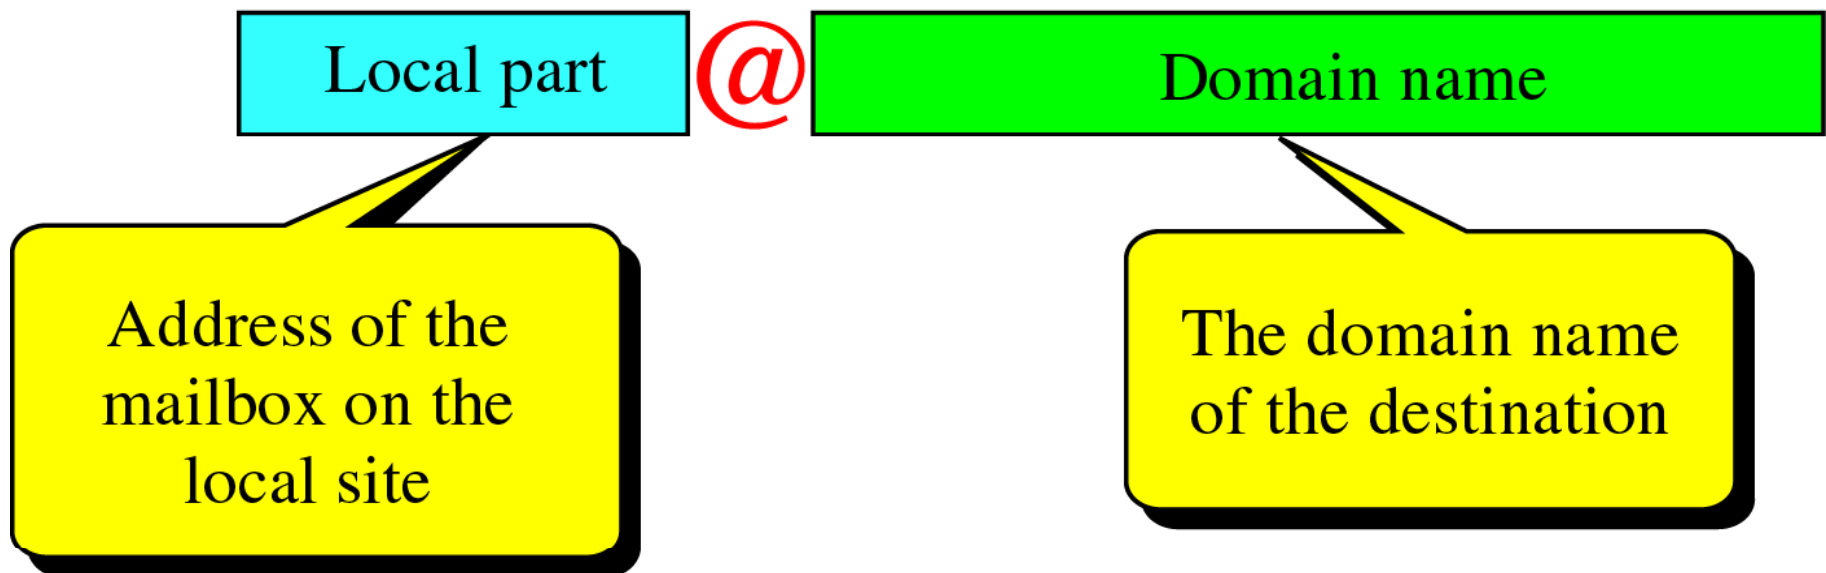 Local part @ Domain name
Address of the
mailbox on the
local site
The domain name
of the destination